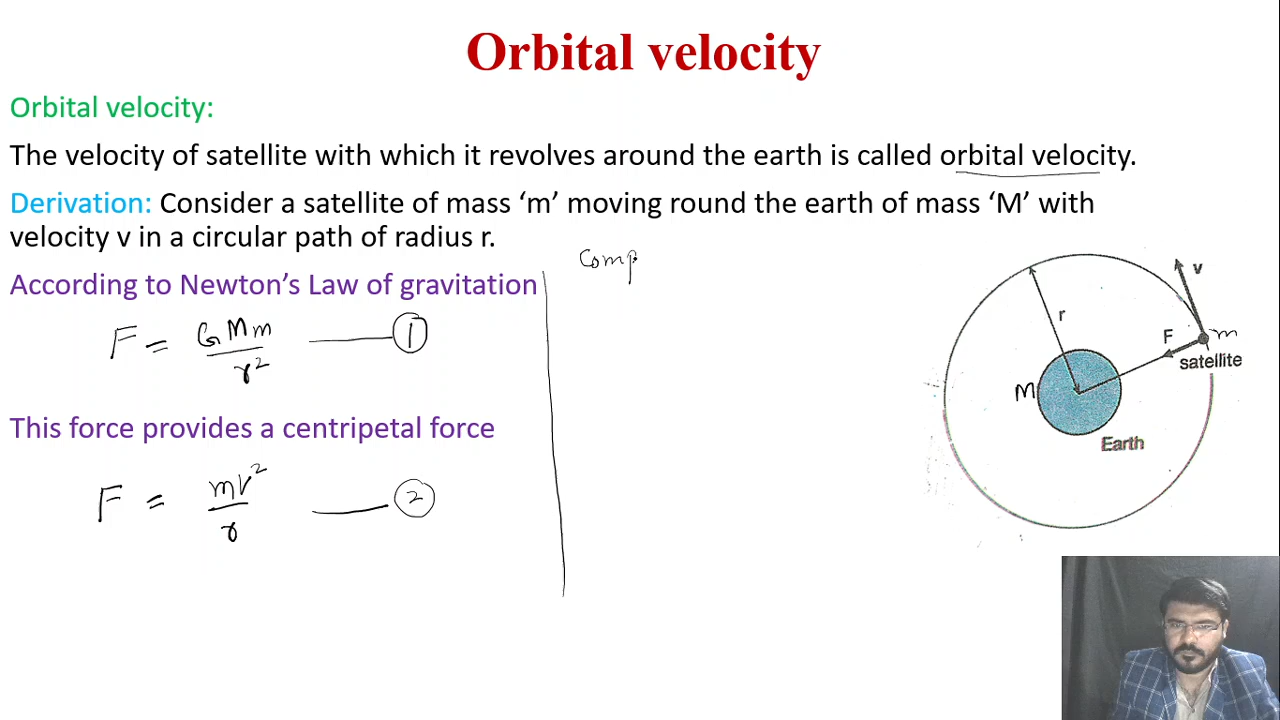 Orbital velocity
Orbital velocity:
The velocity of satellite with which it revolves around the earth is called orbital velocity.
Derivation: Consider a satellite of mass ‘m’ moving round the earth of mass ‘M’ with
velocity v in a circular path of radius r.
According to Newton’s Law of gravitation
F = GMm/r² ——— ①
This force provides a centripetal force
F = mv²/r ——— ②
Comp
v
r
F
m
satellite
M
Earth